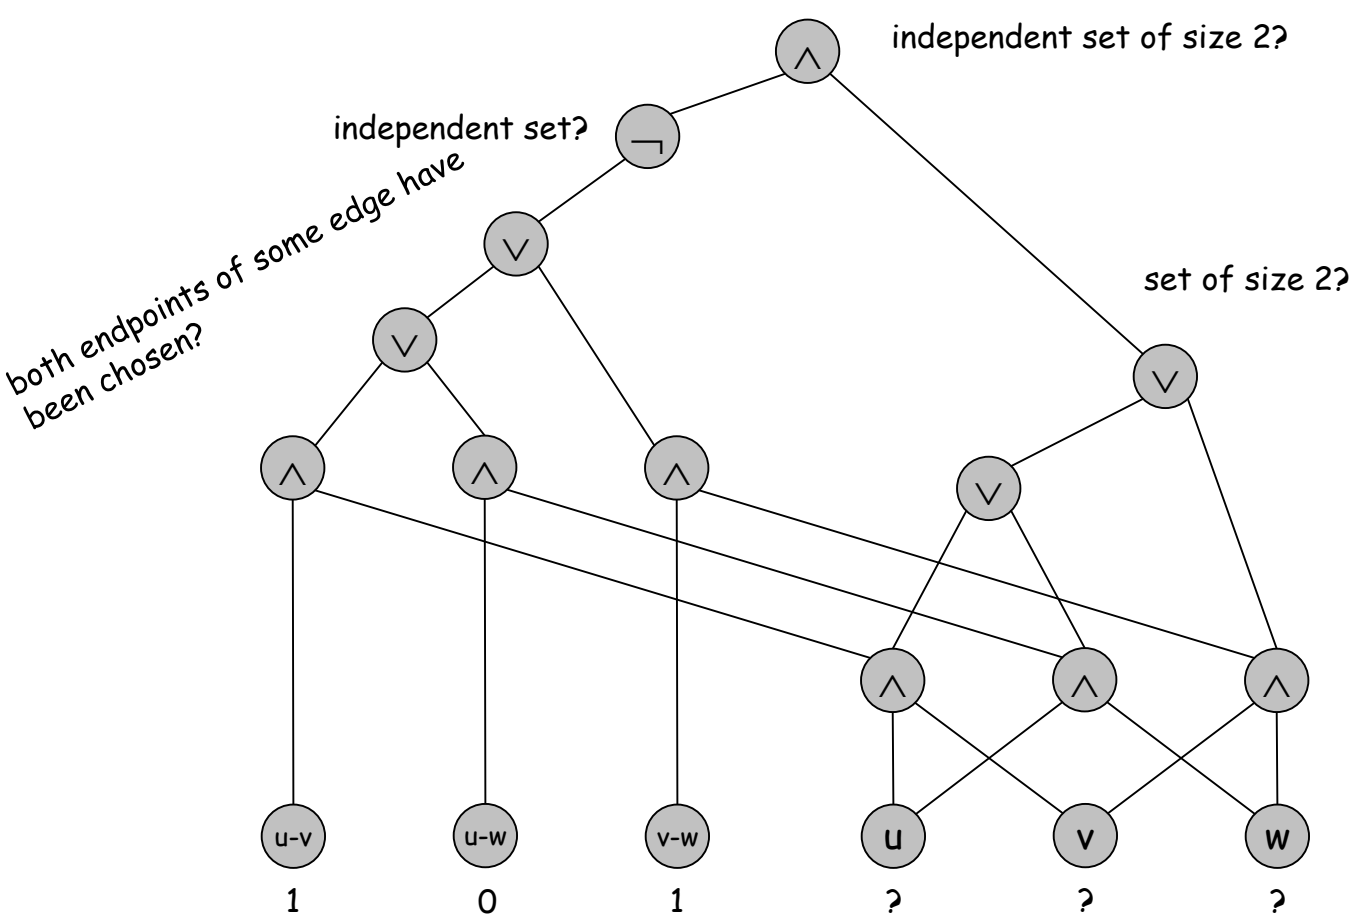 independent set of size 2?
∧
independent set?
¬
both endpoints of some edge have
been chosen?
∨
set of size 2?
∨
∨
∧
∧
∧
∨
∧
∧
∧
u-v
u-w
v-w
u
v
w
1
0
1
?
?
?